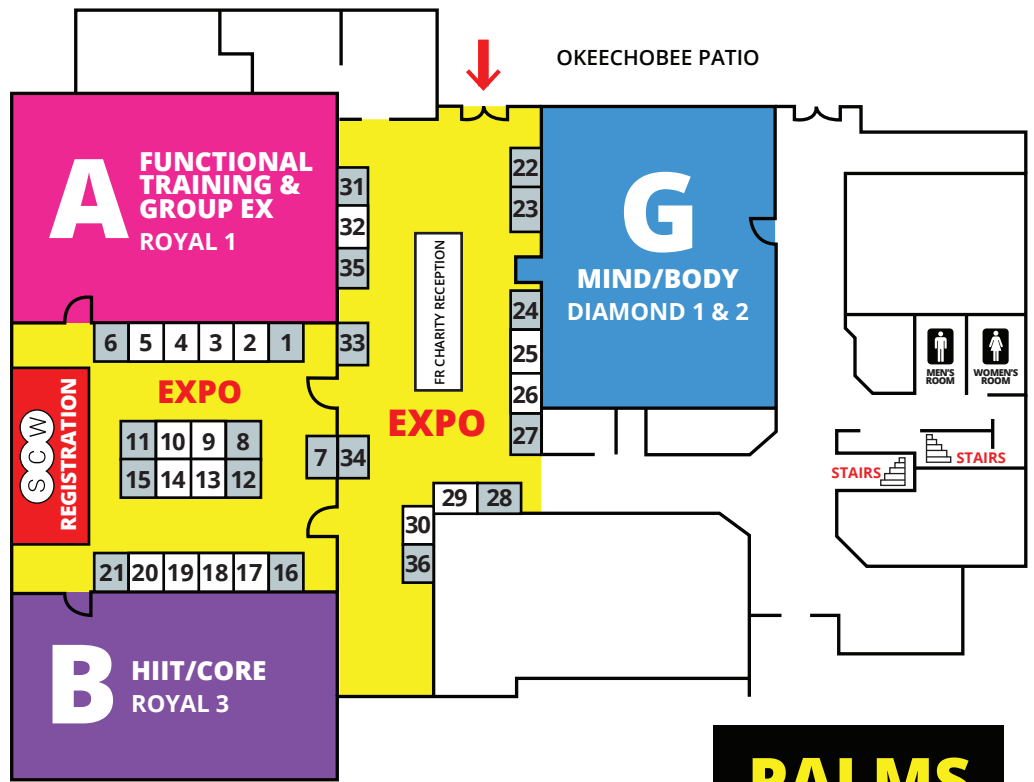 OKEECHOBEE PATIO
A
FUNCTIONAL
TRAINING &
GROUP EX
ROYAL 1
31
32
35
33
22
23
G
MIND/BODY
DIAMOND 1 & 2
FR CHARITY RECEPTION
24
25
26
27
6 5 4 3 2 1
EXPO
EXPO
MEN'S
ROOM
WOMEN'S
ROOM
SCW
REGISTRATION
11 10 9 8
15 14 13 12
7 34
STAIRS
STAIRS
29 28
30
36
21 20 19 18 17 16
B
HIIT/CORE
ROYAL 3
PALMS